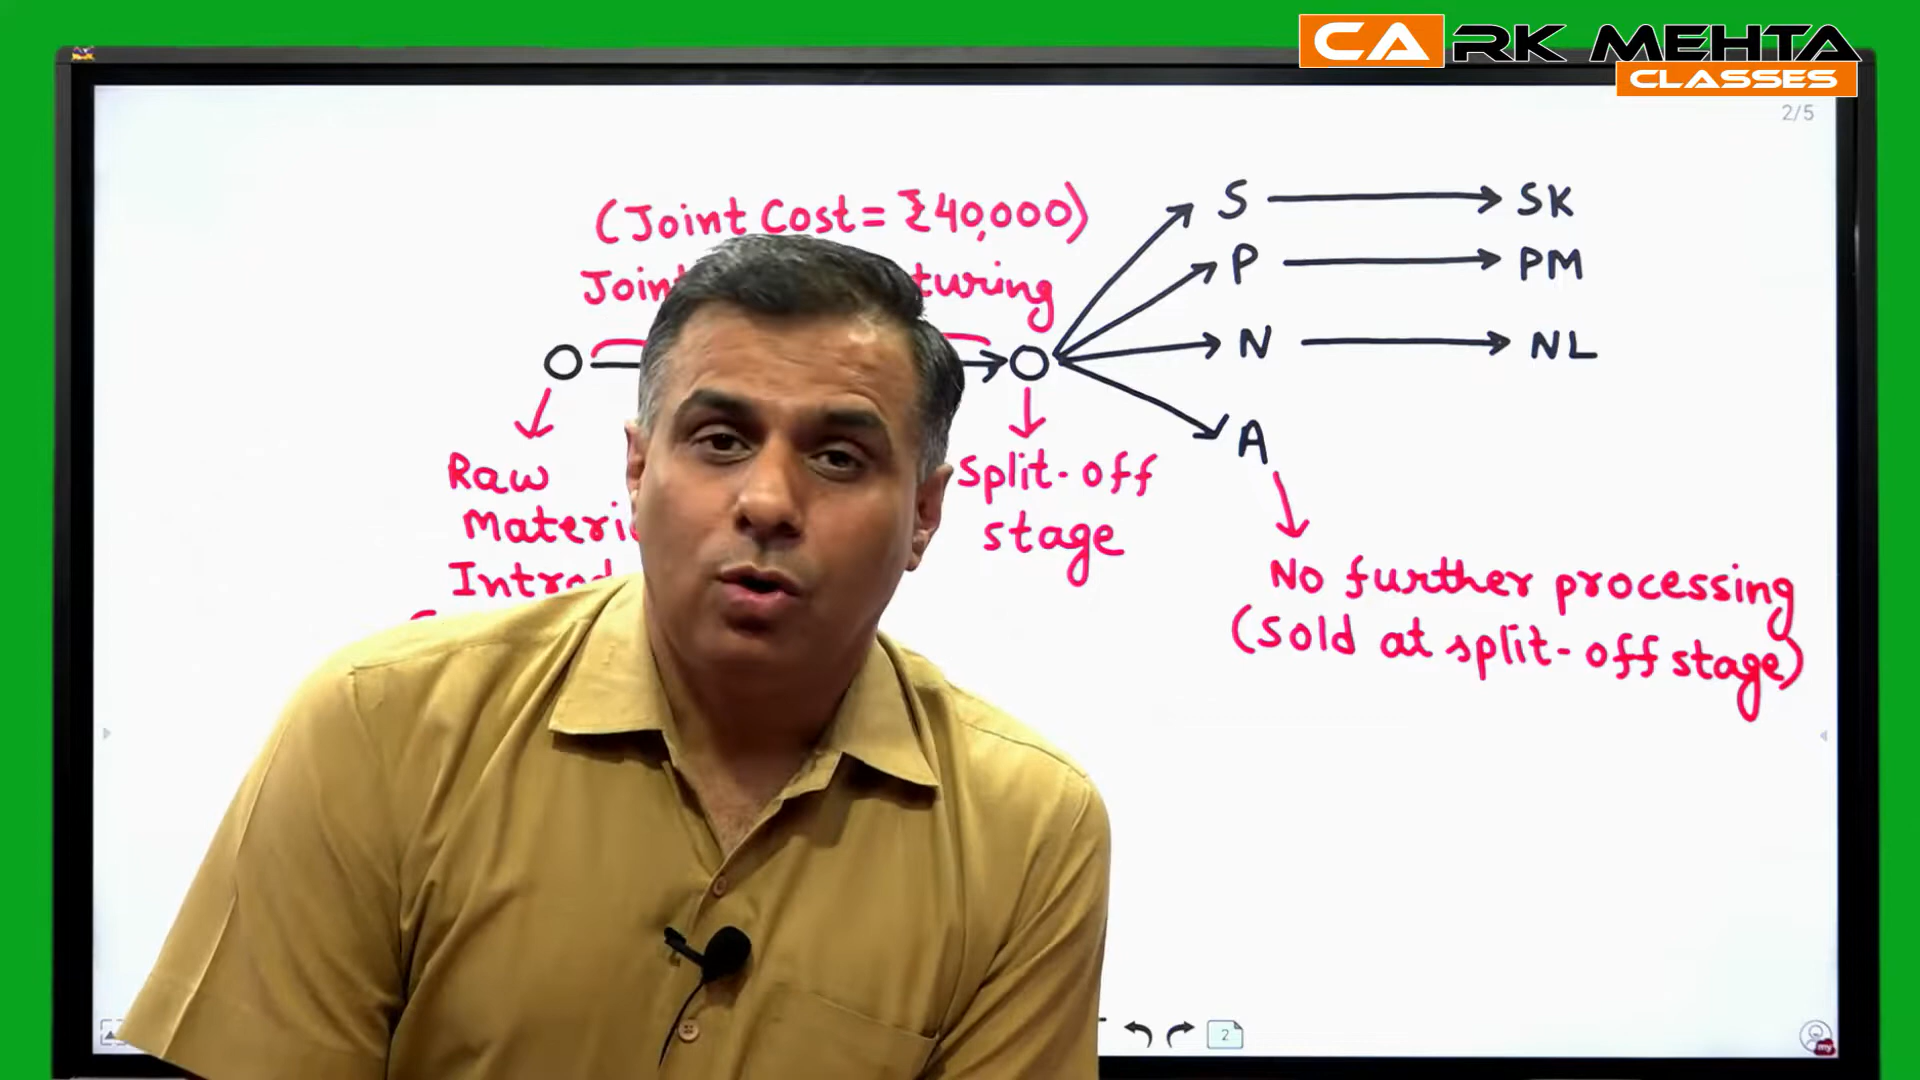 CA RK MEHTA
CLASSES
2/5
(Joint Cost = ₹40,000)
S → SK
P → PM
N → NL
A
Raw
Split-off
stage
No further processing
(Sold at split-off stage)
2
my